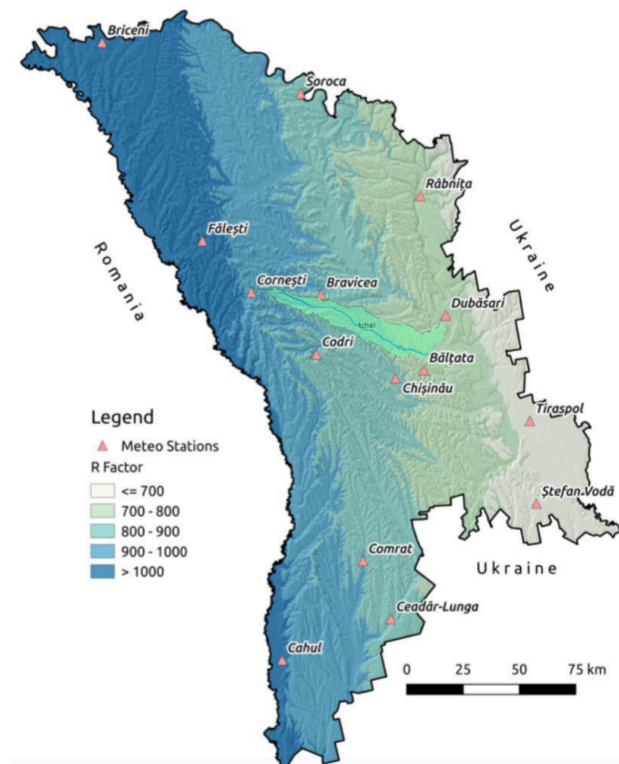 Briceni
Soroca
Râbnița
Ukraine
Fălești
Romania
Cornești
Bravicea
Dubăsari
Ichel
Codri
Bălțata
Chișinău
Legend
Meteo Stations
R Factor
<= 700
700 - 800
800 - 900
900 - 1000
> 1000
Tiraspol
Ștefan Vodă
Ukraine
Comrat
Ceadâr-Lunga
Cahul
0 25 50 75 km